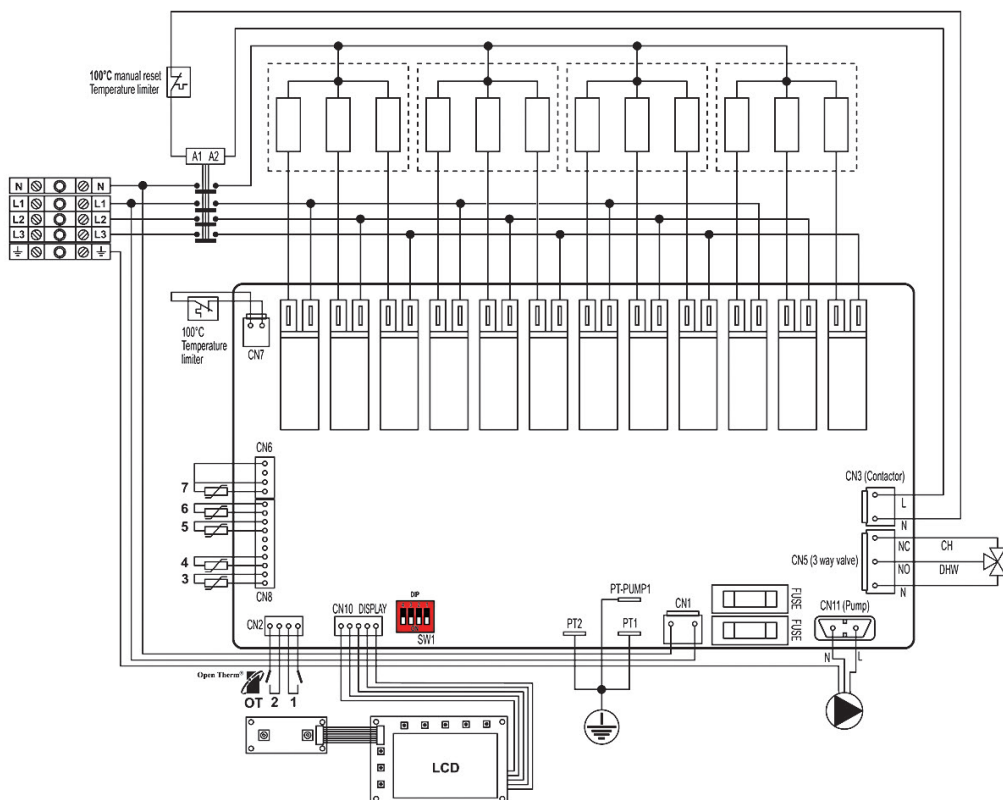 100°C manual reset
Temperature limiter
A1 A2
N N
L1 L1
L2 L2
L3 L3
100°C
Temperature
limiter
CN7
CN6
7
6
5
4
3
CN8
CN3 (Contactor)
L
N
CN5 (3 way valve)
NC
CH
NO
DHW
N
CN2
CN10 DISPLAY
DIP
SW1
PT-PUMP1
PT2
PT1
CN1
FUSE
FUSE
CN11 (Pump)
N
L
Open Therm®
OT 2 1
LCD